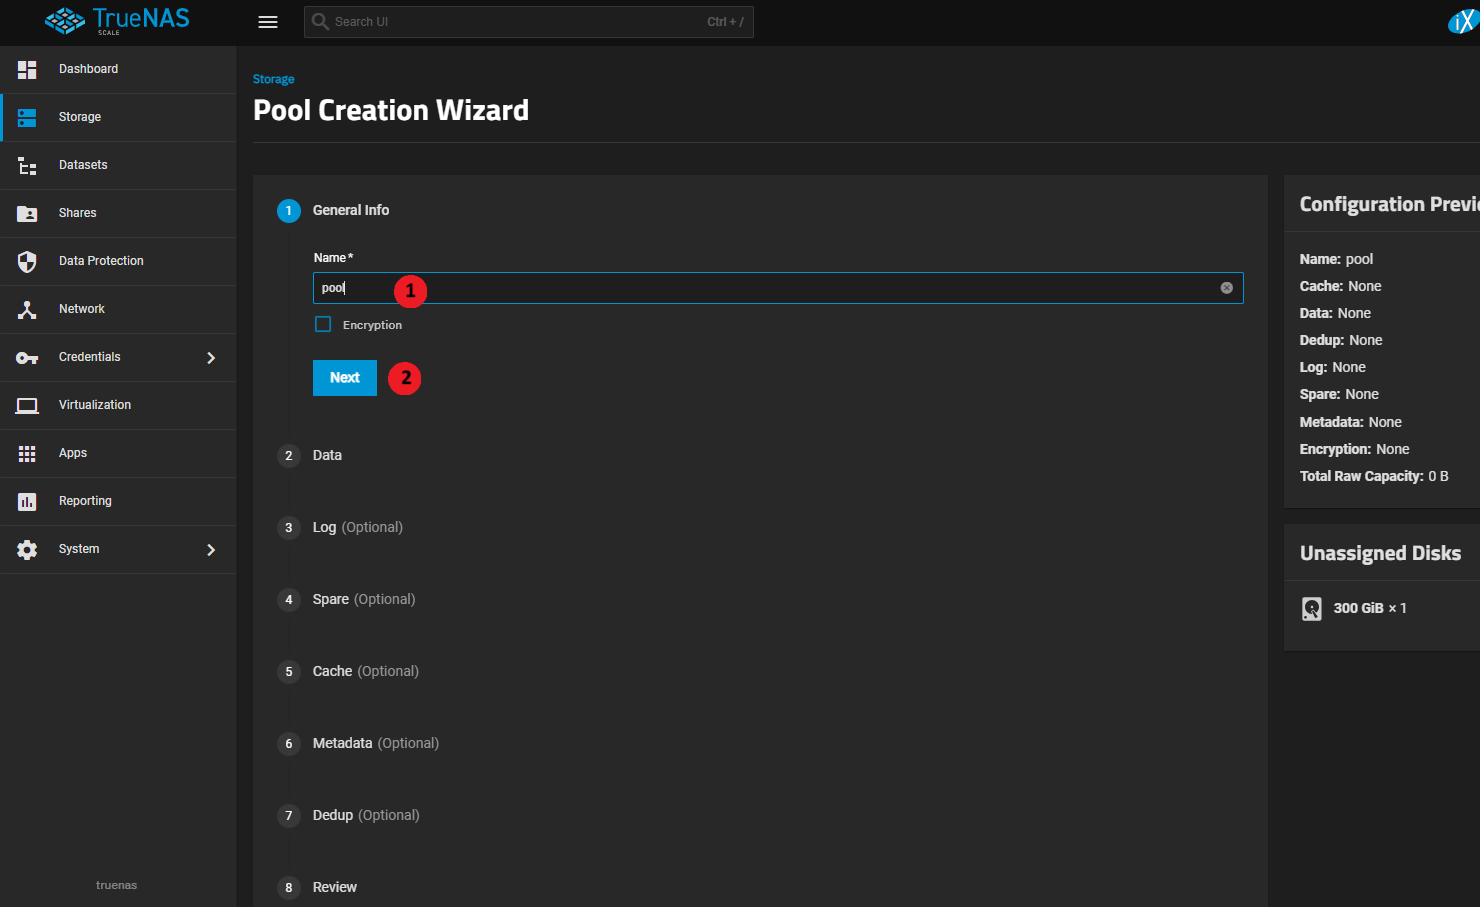 TrueNAS
SCALE
Search UI
Ctrl + /
iX
Dashboard
Storage
Datasets
Shares
Data Protection
Network
Credentials
Virtualization
Apps
Reporting
System
truenas
Storage
Pool Creation Wizard
1 General Info
Name *
pool
1
Encryption
Next
2
2 Data
3 Log (Optional)
4 Spare (Optional)
5 Cache (Optional)
6 Metadata (Optional)
7 Dedup (Optional)
8 Review
Configuration Previe
Name: pool
Cache: None
Data: None
Dedup: None
Log: None
Spare: None
Metadata: None
Encryption: None
Total Raw Capacity: 0 B
Unassigned Disks
300 GiB × 1